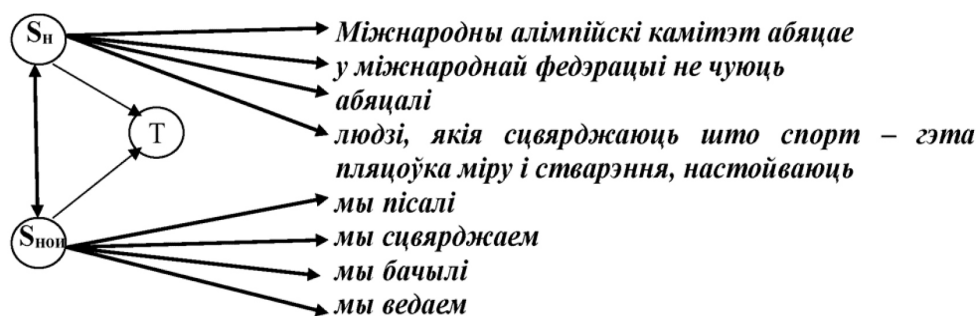 Sн
Міжнародны алімпійскі камітэт абяцае
у міжнароднай федэрацыі не чуюць
абяцалі
T
людзі, якія сцвярджаюць што спорт – гэта
пляцоўка міру і стварэння, настойваюць
мы пісалі
Sнои
мы сцвярджаем
мы бачылі
мы ведаем